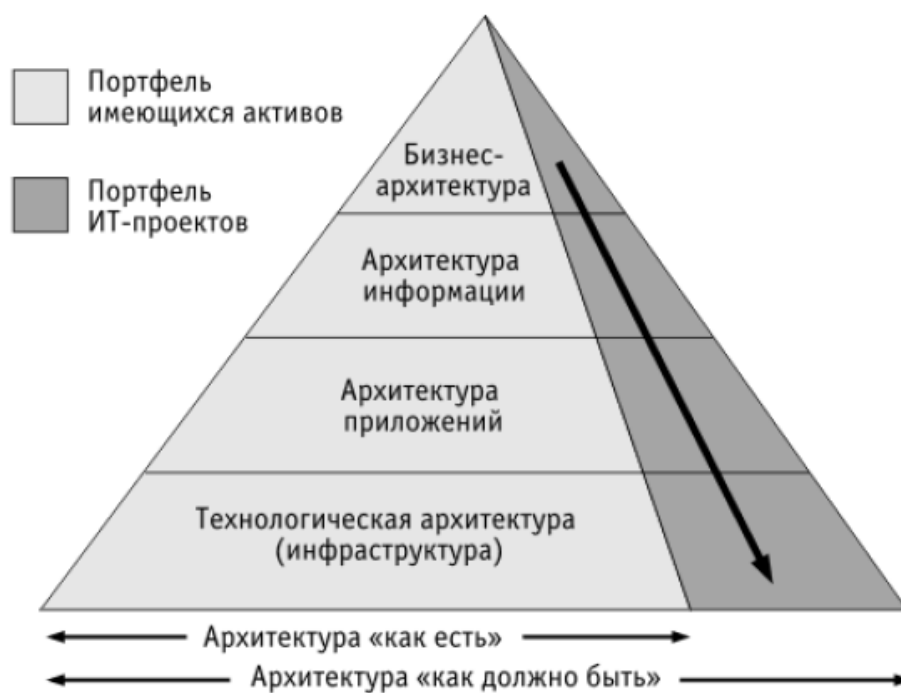 Портфель
имеющихся активов
Портфель
ИТ-проектов
Бизнес-
архитектура
Архитектура
информации
Архитектура
приложений
Технологическая архитектура
(инфраструктура)
Архитектура «как есть»
Архитектура «как должно быть»